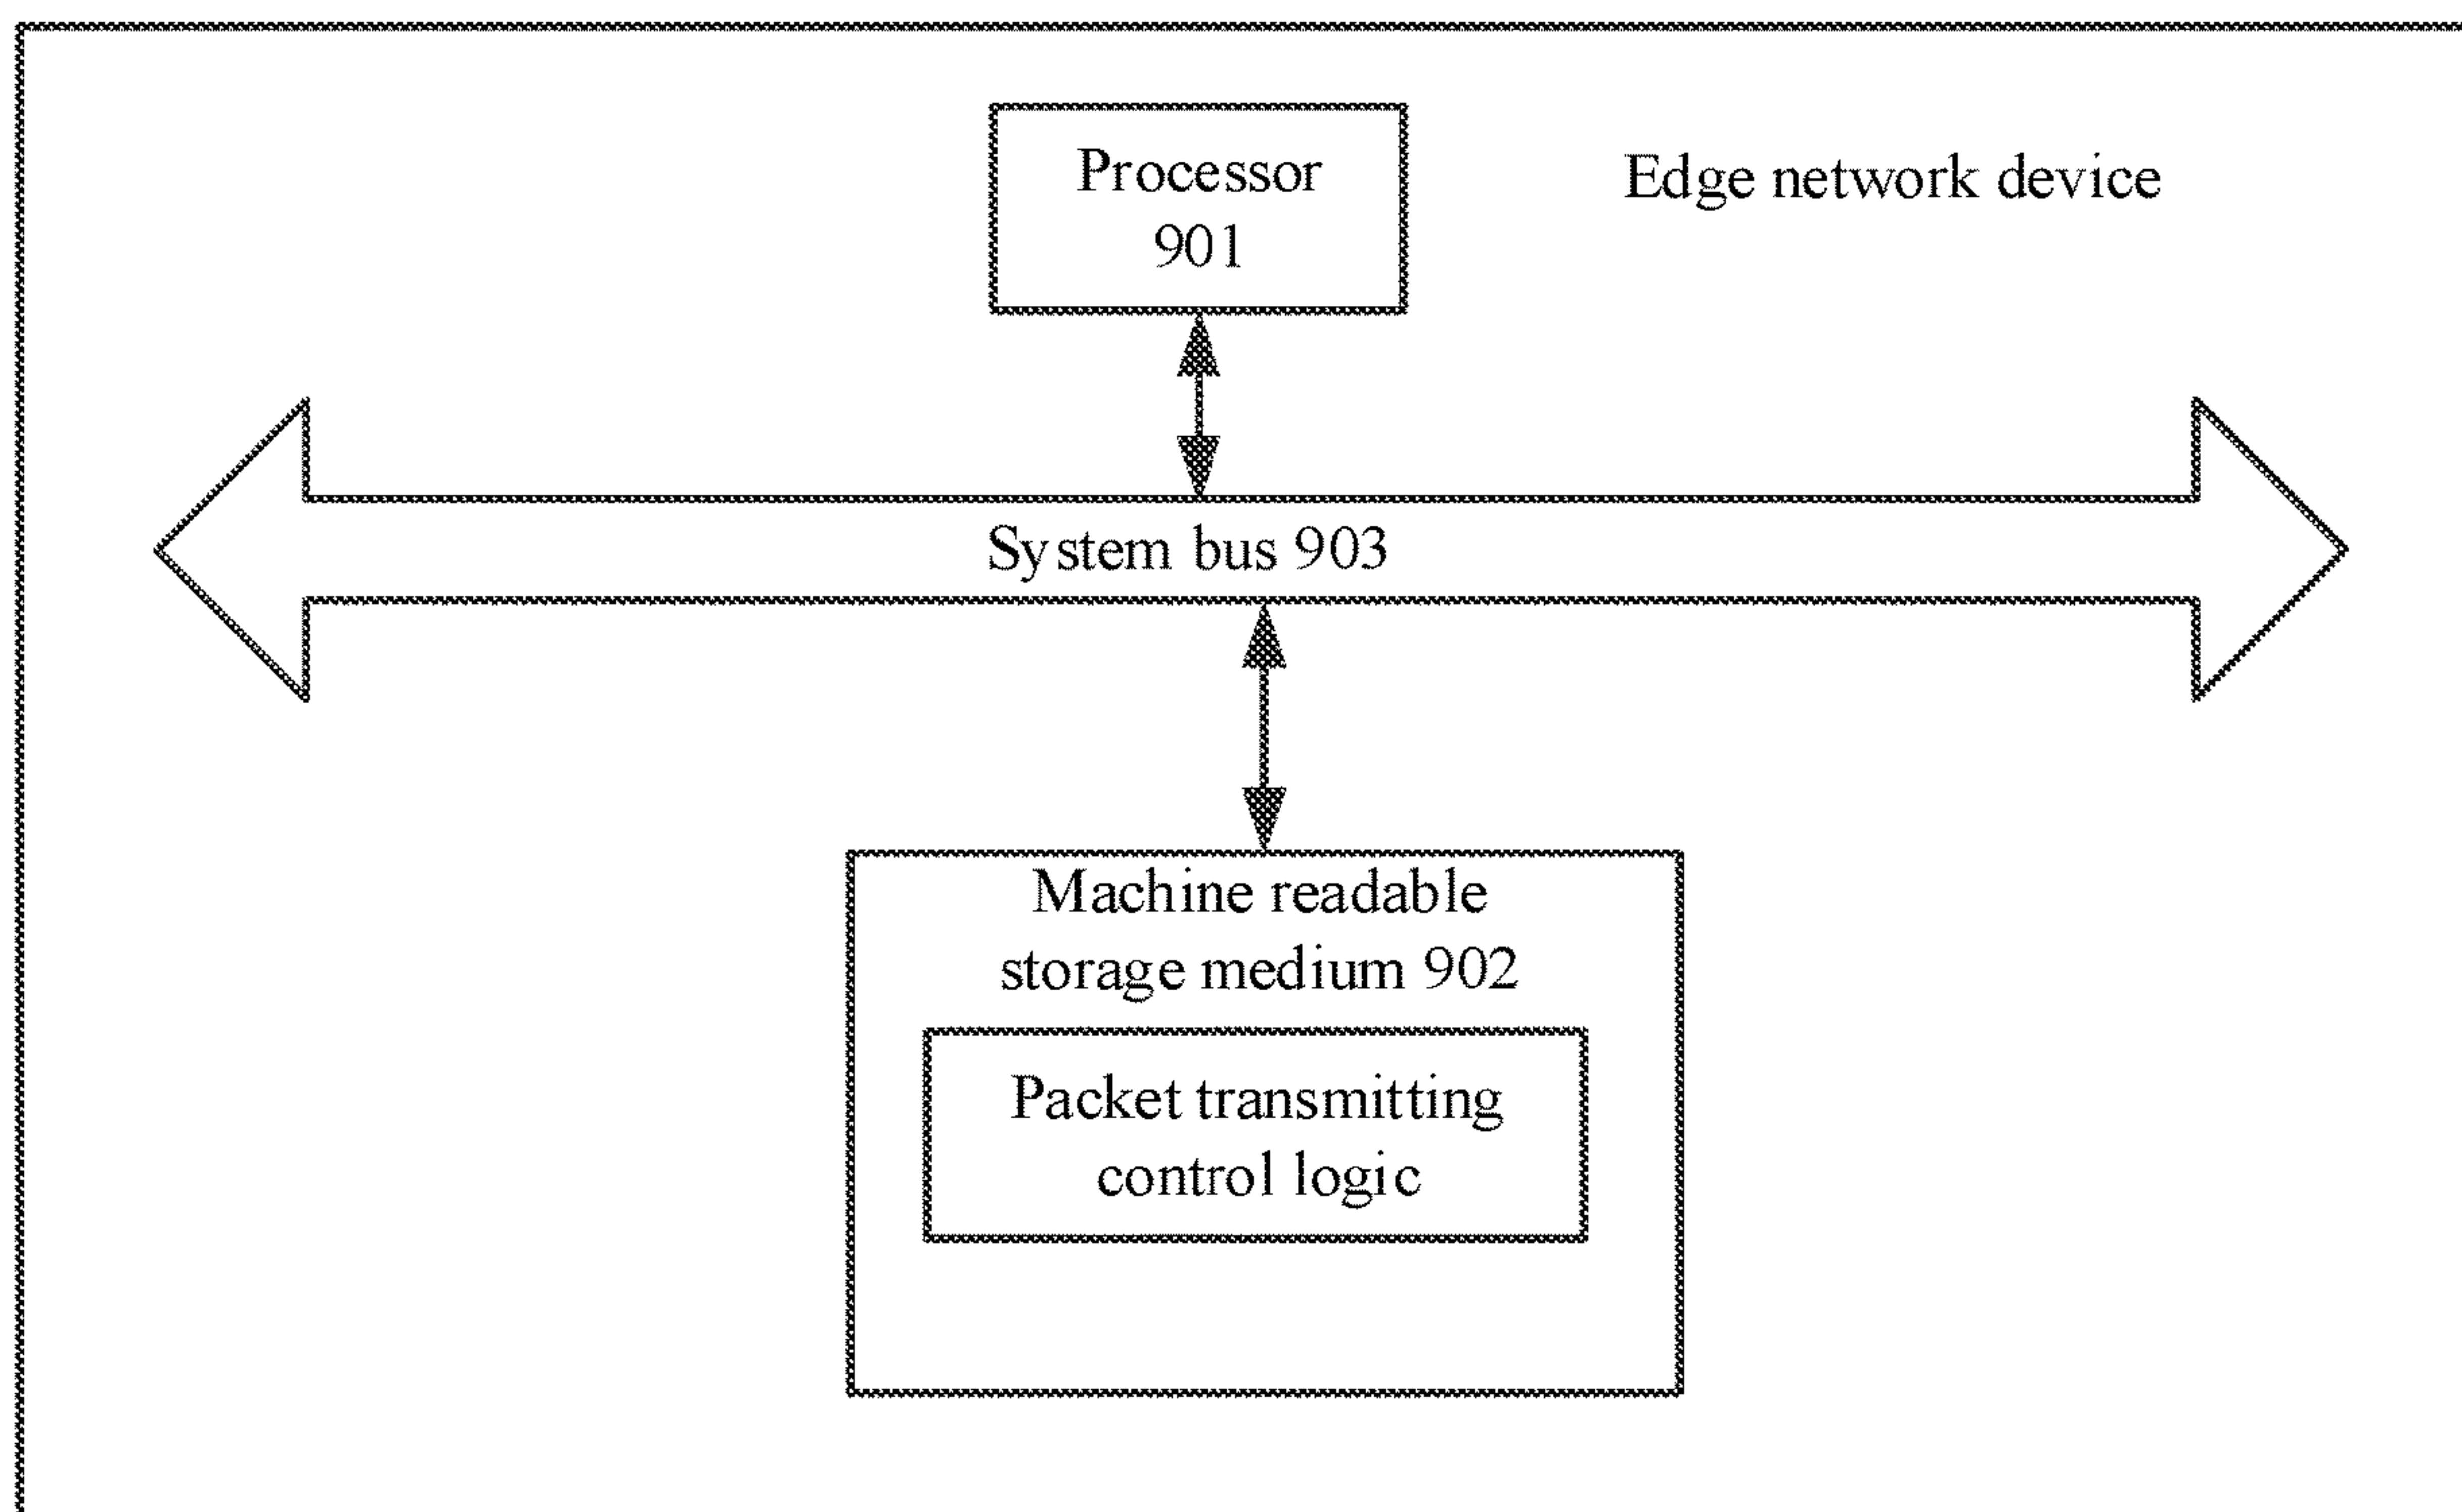 Processor
901
Edge network device
System bus 903
Machine readable
storage medium 902
Packet transmitting
control logic